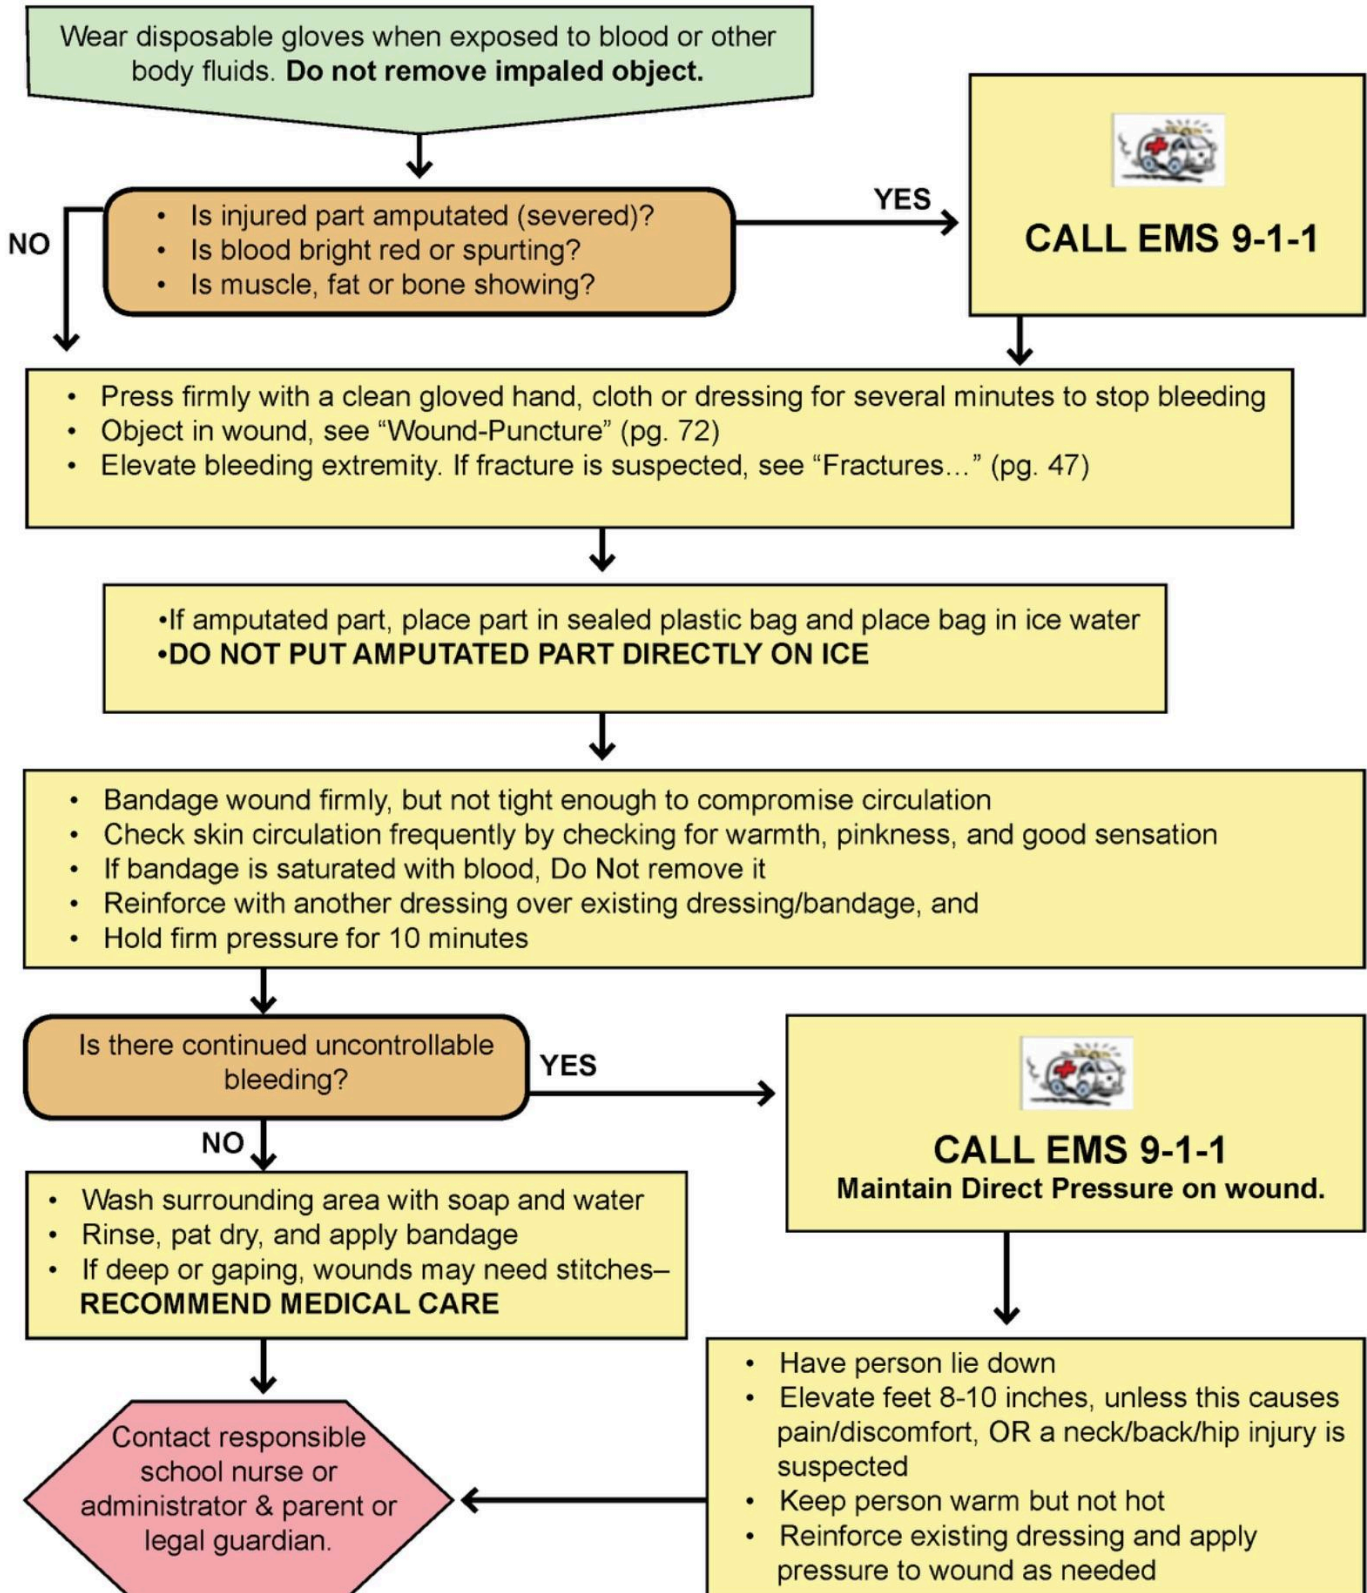 Wear disposable gloves when exposed to blood or other
body fluids. Do not remove impaled object.
• Is injured part amputated (severed)?
• Is blood bright red or spurting?
• Is muscle, fat or bone showing?
YES
CALL EMS 9-1-1
NO
• Press firmly with a clean gloved hand, cloth or dressing for several minutes to stop bleeding
• Object in wound, see “Wound-Puncture” (pg. 72)
• Elevate bleeding extremity. If fracture is suspected, see “Fractures…” (pg. 47)
•If amputated part, place part in sealed plastic bag and place bag in ice water
•DO NOT PUT AMPUTATED PART DIRECTLY ON ICE
• Bandage wound firmly, but not tight enough to compromise circulation
• Check skin circulation frequently by checking for warmth, pinkness, and good sensation
• If bandage is saturated with blood, Do Not remove it
• Reinforce with another dressing over existing dressing/bandage, and
• Hold firm pressure for 10 minutes
Is there continued uncontrollable
bleeding?
YES
CALL EMS 9-1-1
Maintain Direct Pressure on wound.
NO
• Wash surrounding area with soap and water
• Rinse, pat dry, and apply bandage
• If deep or gaping, wounds may need stitches–
RECOMMEND MEDICAL CARE
• Have person lie down
• Elevate feet 8-10 inches, unless this causes
pain/discomfort, OR a neck/back/hip injury is
suspected
• Keep person warm but not hot
• Reinforce existing dressing and apply
pressure to wound as needed
Contact responsible
school nurse or
administrator & parent or
legal guardian.